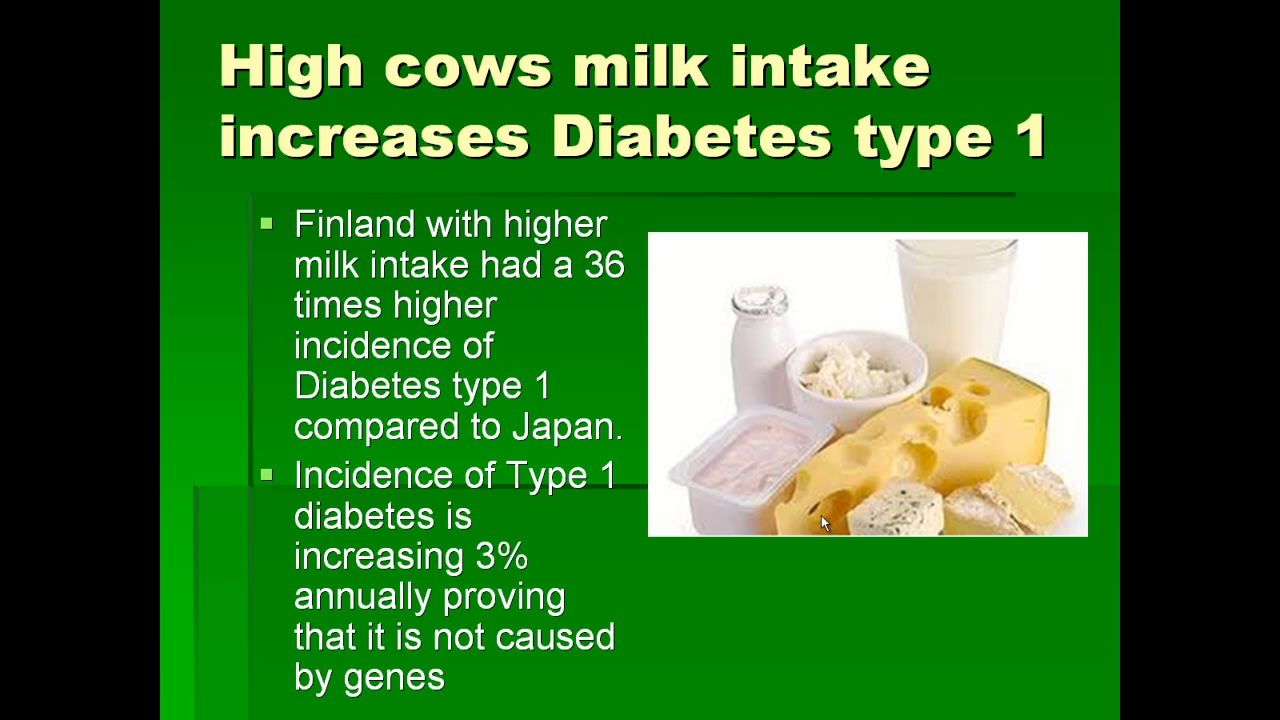 High cows milk intake
increases Diabetes type 1
Finland with higher
milk intake had a 36
times higher
incidence of
Diabetes type 1
compared to Japan.
Incidence of Type 1
diabetes is
increasing 3%
annually proving
that it is not caused
by genes